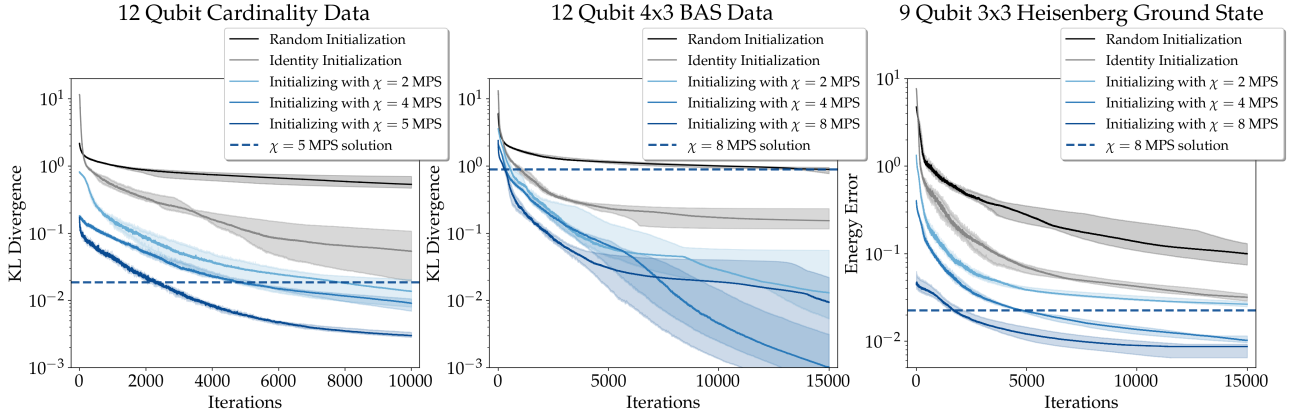 12 Qubit Cardinality Data
Random Initialization
Identity Initialization
Initializing with χ = 2 MPS
Initializing with χ = 4 MPS
Initializing with χ = 5 MPS
χ = 5 MPS solution
KL Divergence
10¹
10⁰
10⁻¹
10⁻²
10⁻³
0
2000
4000
6000
8000
10000
Iterations
12 Qubit 4x3 BAS Data
Random Initialization
Identity Initialization
Initializing with χ = 2 MPS
Initializing with χ = 4 MPS
Initializing with χ = 8 MPS
χ = 8 MPS solution
KL Divergence
10¹
10⁰
10⁻¹
10⁻²
10⁻³
0
5000
10000
15000
Iterations
9 Qubit 3x3 Heisenberg Ground State
Random Initialization
Identity Initialization
Initializing with χ = 2 MPS
Initializing with χ = 4 MPS
Initializing with χ = 8 MPS
χ = 8 MPS solution
Energy Error
10¹
10⁰
10⁻¹
10⁻²
0
5000
10000
15000
Iterations